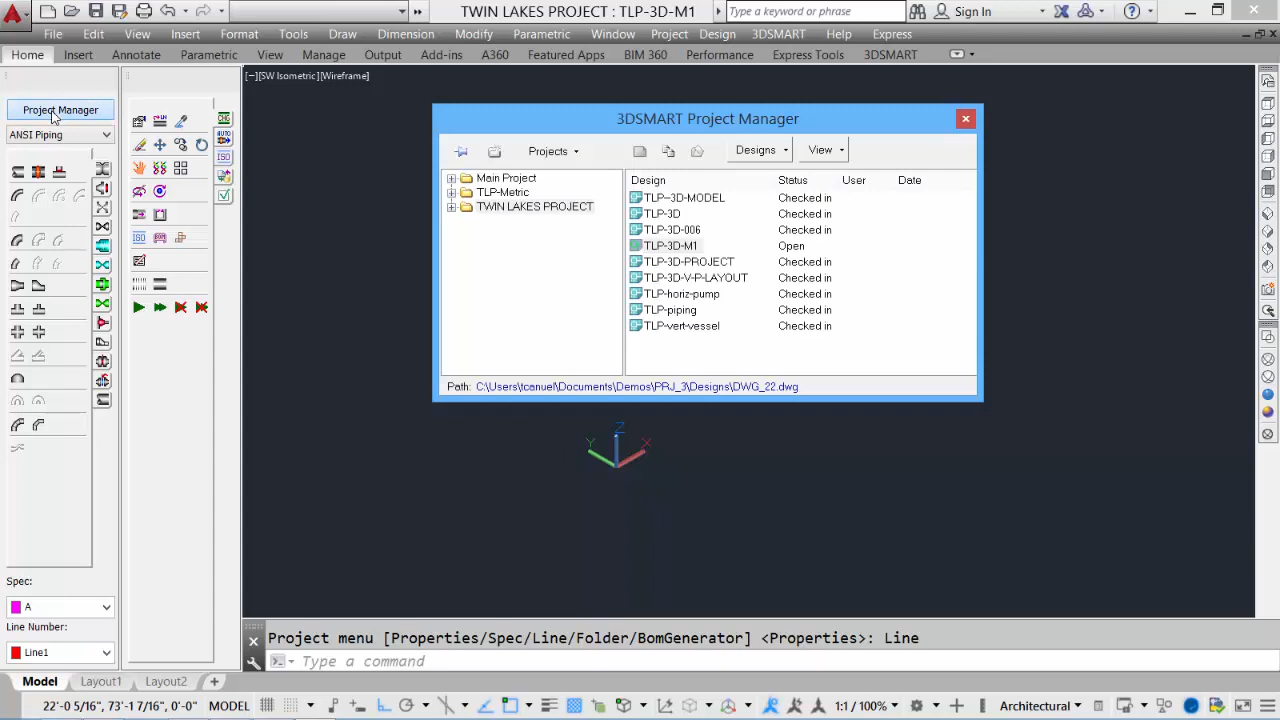 TWIN LAKES PROJECT : TLP-3D-M1
Type a keyword or phrase
Sign In
File Edit View Insert Format Tools Draw Dimension Modify Parametric Window Project Design 3DSMART Help Express
Home Insert Annotate Parametric View Manage Output Add-ins A360 Featured Apps BIM 360 Performance Express Tools 3DSMART
[−][SW Isometric][Wireframe]
Project Manager
ANSI Piping
3DSMART Project Manager
Projects
Designs
View
Main Project
TLP-Metric
TWIN LAKES PROJECT
Design Status User Date
TLP--3D-MODEL Checked in
TLP-3D Checked in
TLP-3D-006 Checked in
TLP-3D-M1 Open
TLP-3D-PROJECT Checked in
TLP-3D-V-P-LAYOUT Checked in
TLP-horiz-pump Checked in
TLP-piping Checked in
TLP-vert-vessel Checked in
Path: C:\Users\tcanuel\Documents\Demos\PRJ_3\Designs\DWG_22.dwg
CHG
AUTO
ISO
ISO
Z
Y
X
Spec:
A
Line Number:
Line1
Project menu [Properties/Spec/Line/Folder/BomGenerator] <Properties>: Line
Type a command
Model Layout1 Layout2 +
22'-0 5/16", 73'-1 7/16", 0'-0" MODEL
1:1 / 100%
Architectural